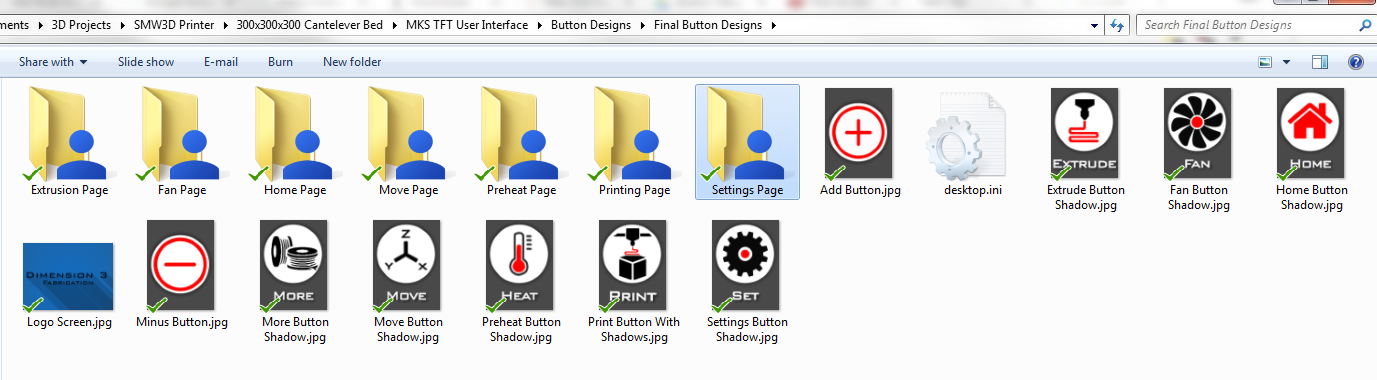 ments ▸ 3D Projects ▸ SMW3D Printer ▸ 300x300x300 Cantelever Bed ▸ MKS TFT User Interface ▸ Button Designs ▸ Final Button Designs ▸ Search Final Button Designs
Share with Slide show E-mail Burn New folder
EXTRUDE FAN HOME
Extrusion Page Fan Page Home Page Move Page Preheat Page Printing Page Settings Page Add Button.jpg desktop.ini Extrude Button Fan Button Home Button
Shadow.jpg Shadow.jpg Shadow.jpg
Z
Y X
DIMENSION 3
FABRICATION
MORE MOVE HEAT PRINT SET
Logo Screen.jpg Minus Button.jpg More Button Move Button Preheat Button Print Button With Settings Button
Shadow.jpg Shadow.jpg Shadow.jpg Shadows.jpg Shadow.jpg